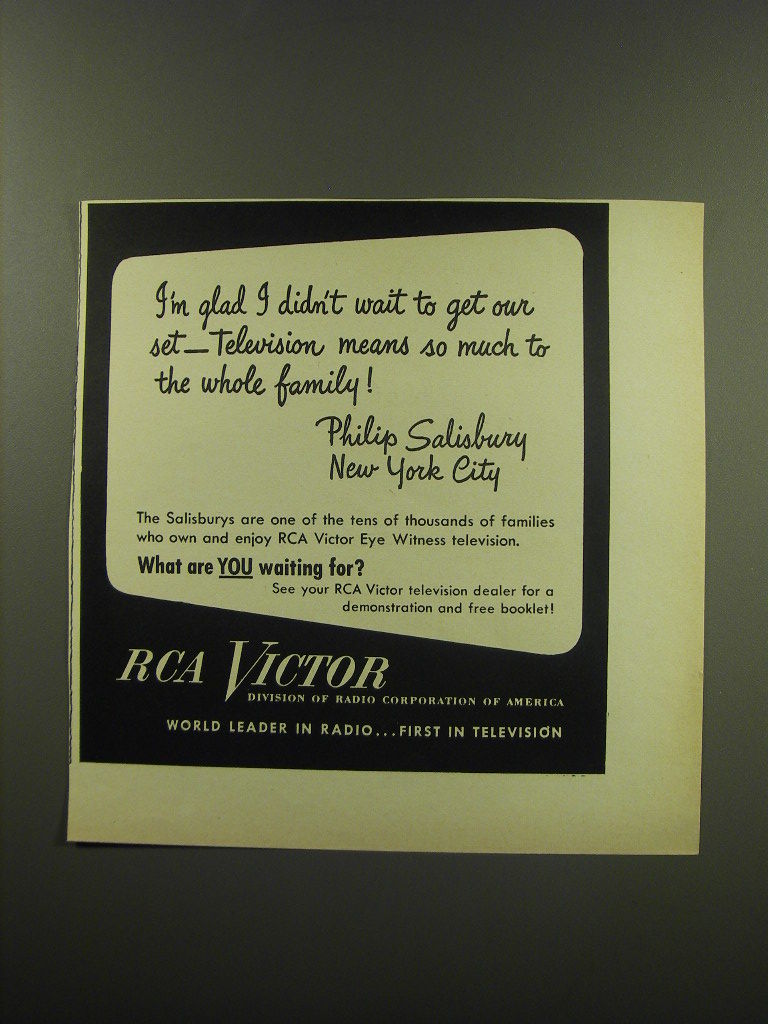 I'm glad I didn't wait to get our
set—Television means so much to
the whole family!
Philip Salisbury
New York City
The Salisburys are one of the tens of thousands of families
who own and enjoy RCA Victor Eye Witness television.
What are YOU waiting for?
See your RCA Victor television dealer for a
demonstration and free booklet!
RCA VICTOR
DIVISION OF RADIO CORPORATION OF AMERICA
WORLD LEADER IN RADIO...FIRST IN TELEVISION